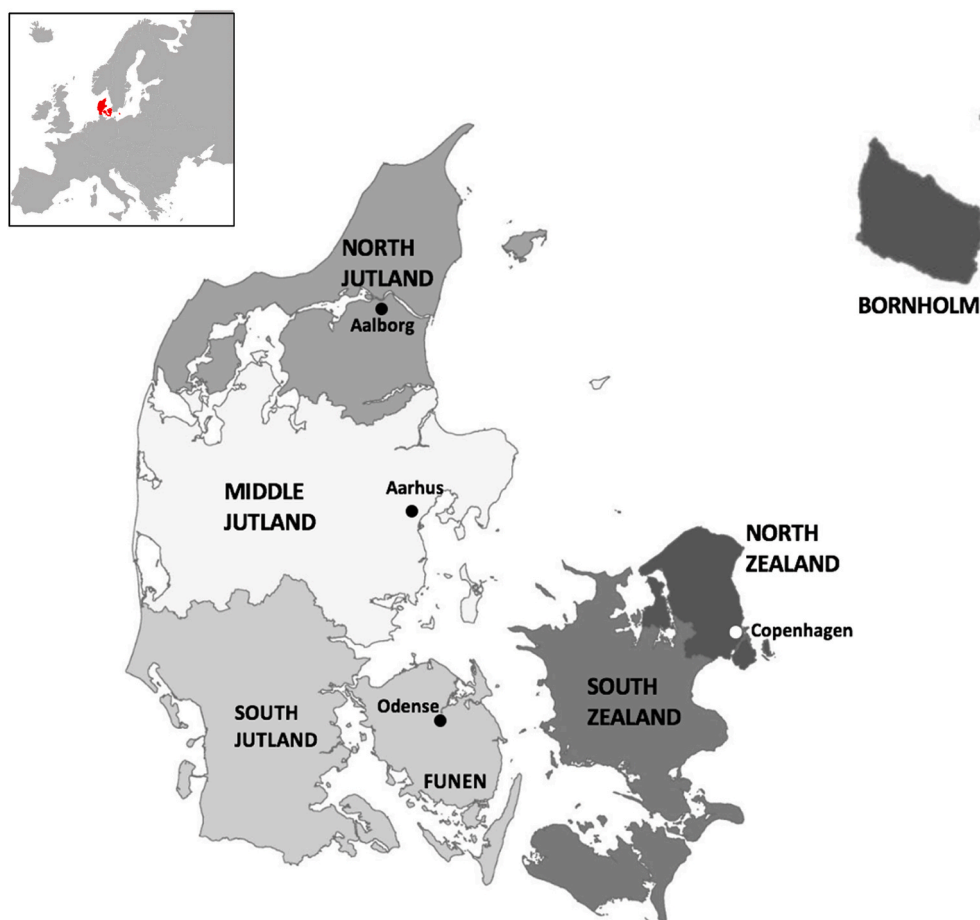 NORTH
JUTLAND
Aalborg
BORNHOLM
MIDDLE
JUTLAND
Aarhus
NORTH
ZEALAND
Copenhagen
SOUTH
ZEALAND
Odense
SOUTH
JUTLAND
FUNEN